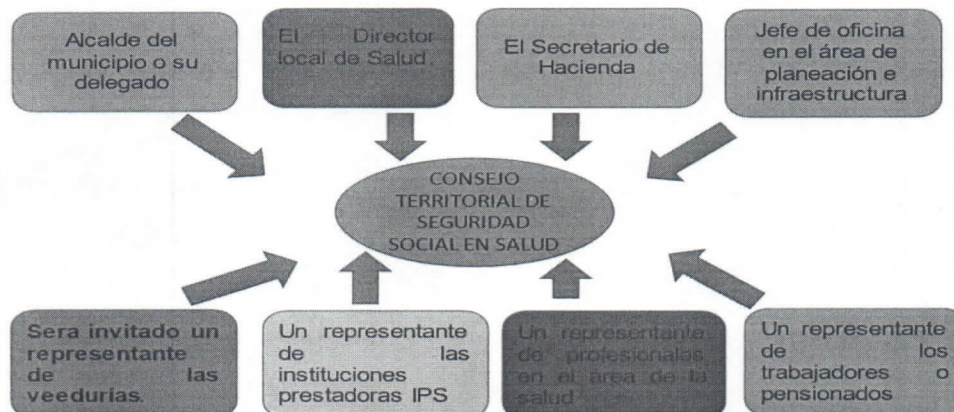 Alcalde del
municipio o su
delegado
El Director
local de Salud.
El Secretario de
Hacienda
Jefe de oficina
en el área de
planeación e
infraestructura
CONSEJO
TERRITORIAL DE
SEGURIDAD
SOCIAL EN SALUD
Sera invitado un
representante
de las
veedurías.
Un representante
de las
instituciones
prestadoras IPS
Un representante
de profesionales
en el área de la
salud
Un representante
de los
trabajadores o
pensionados